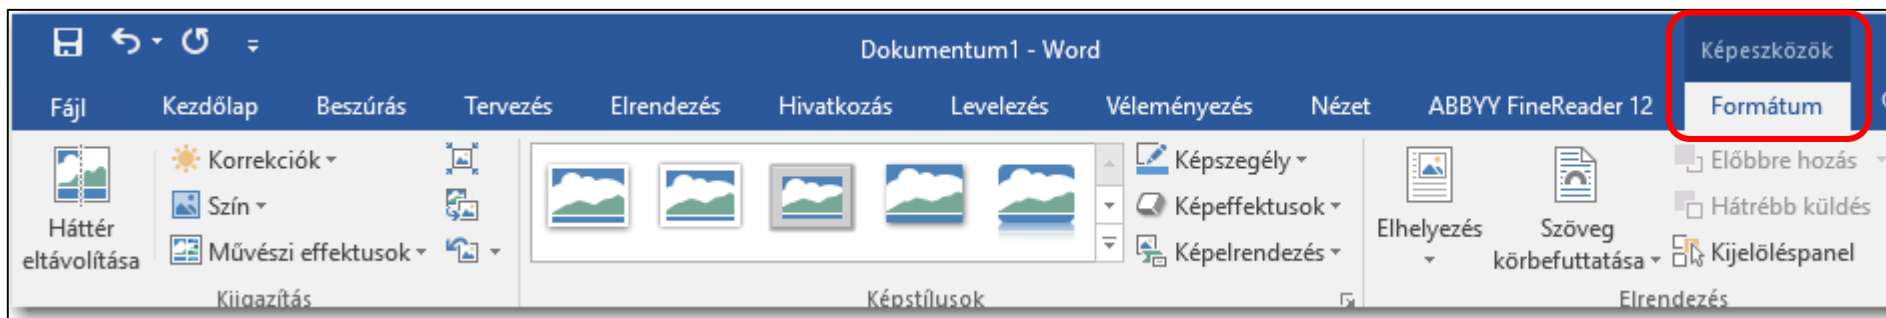 Dokumentum1 - Word
Képeszközök
Fájl Kezdőlap Beszúrás Tervezés Elrendezés Hivatkozás Levelezés Véleményezés Nézet ABBYY FineReader 12 Formátum
Háttér
eltávolítása
Korrekciók
Szín
Művészi effektusok
Képszegély
Képeffektusok
Képelrendezés
Elhelyezés
Szöveg
körbefuttatása
Előbbre hozás
Hátrébb küldés
Kijelöléspanel
Kiigazítás Képstílusok Elrendezés